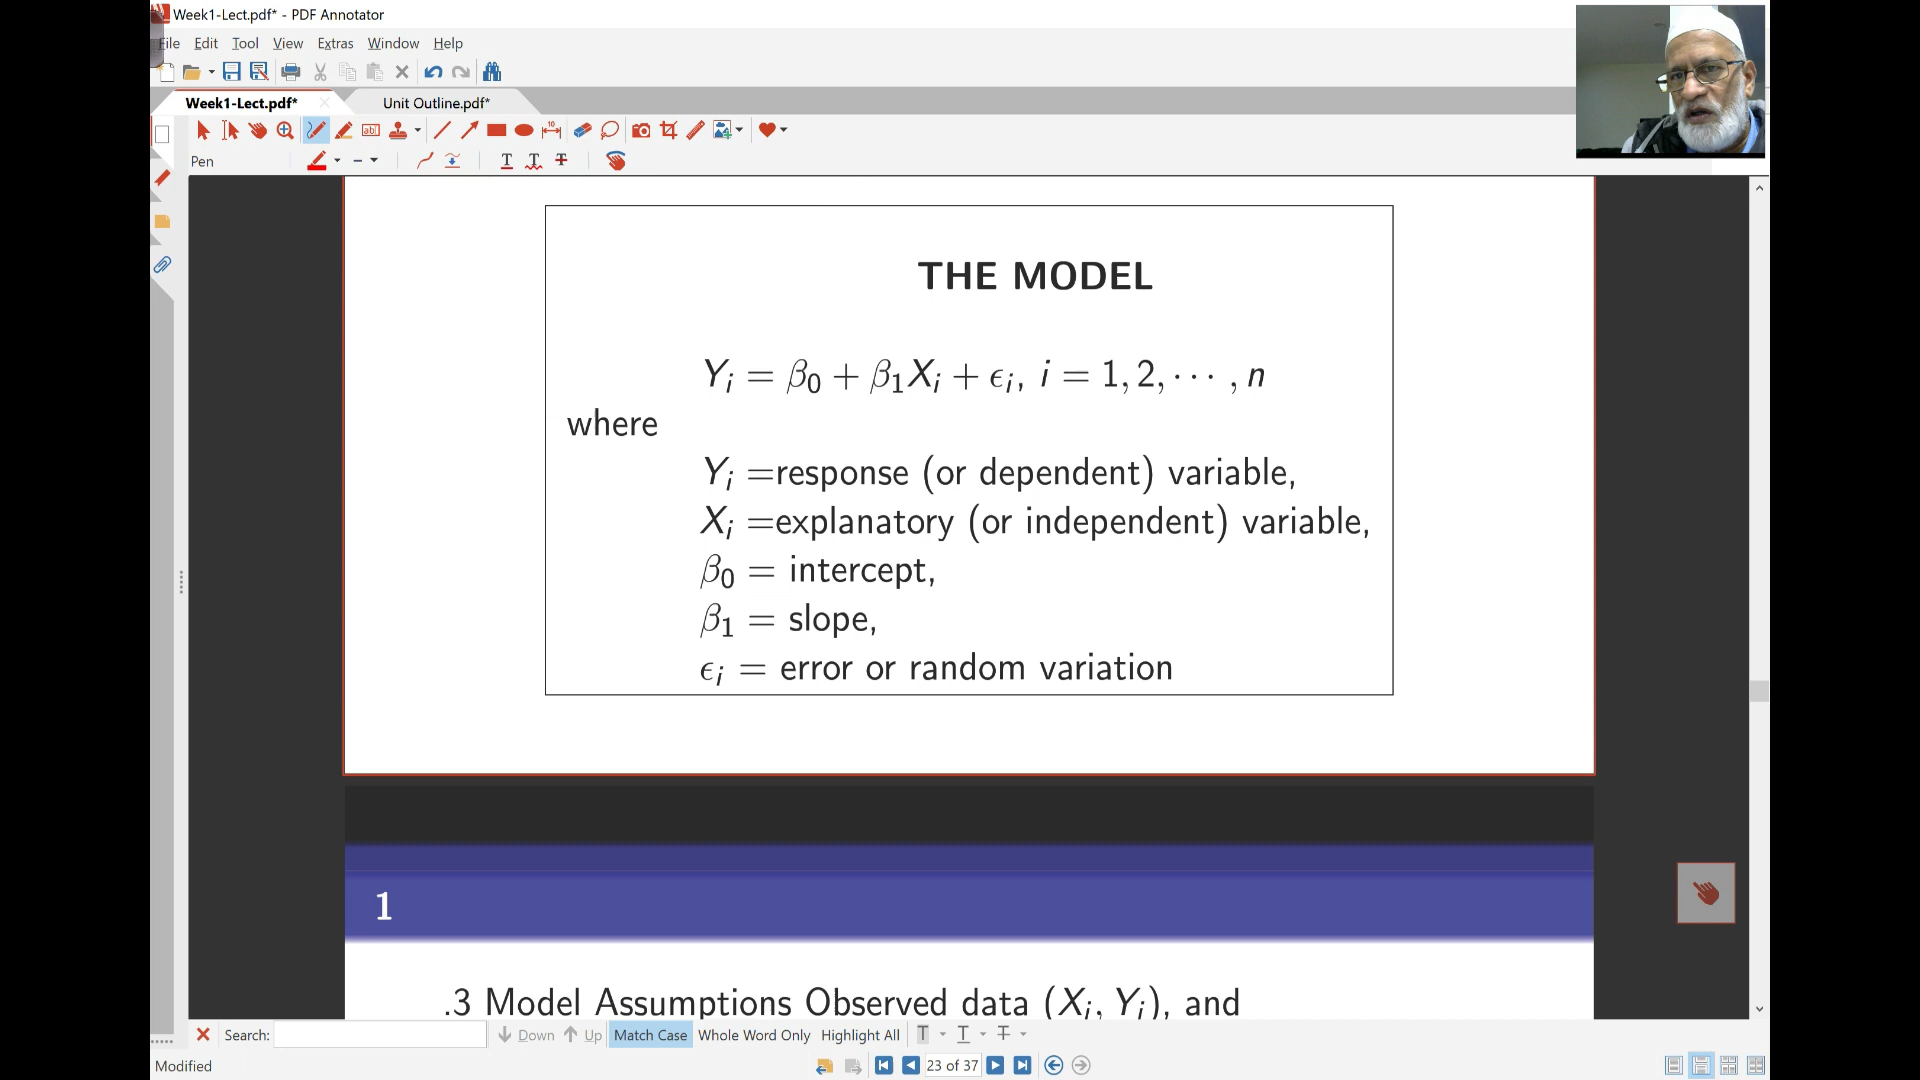 Week1-Lect.pdf* - PDF Annotator
File Edit Tool View Extras Window Help
Week1-Lect.pdf* Unit Outline.pdf*
Pen
THE MODEL
Yᵢ = β₀ + β₁Xᵢ + ϵᵢ, i = 1, 2, ⋯ , n
where
Yᵢ =response (or dependent) variable,
Xᵢ =explanatory (or independent) variable,
β₀ = intercept,
β₁ = slope,
ϵᵢ = error or random variation
1
.3 Model Assumptions Observed data (Xᵢ, Yᵢ), and
Search: Down Up Match Case Whole Word Only Highlight All
Modified 23 of 37